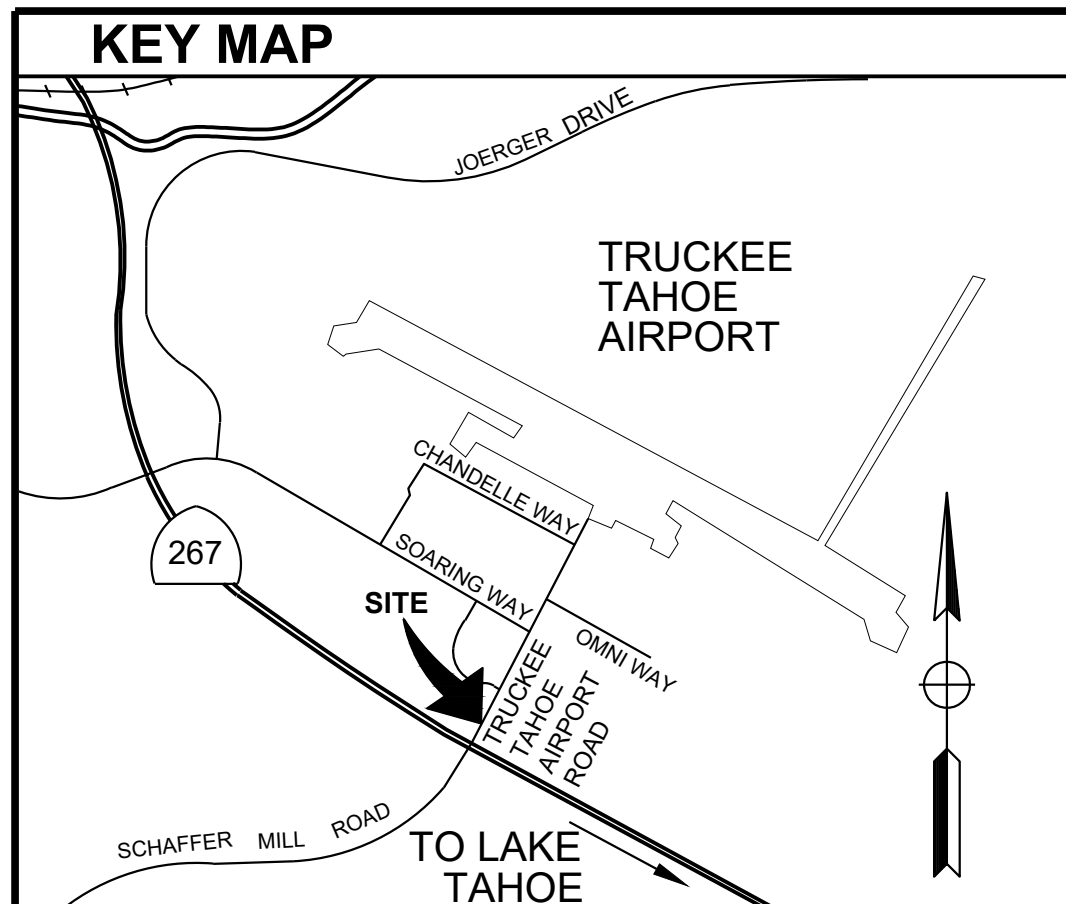 KEY MAP
JOERGER DRIVE
TRUCKEE
TAHOE
AIRPORT
CHANDELLE WAY
SOARING WAY
267
SITE
OMNI WAY
TRUCKEE
TAHOE
AIRPORT
ROAD
SCHAFFER MILL ROAD
TO LAKE
TAHOE